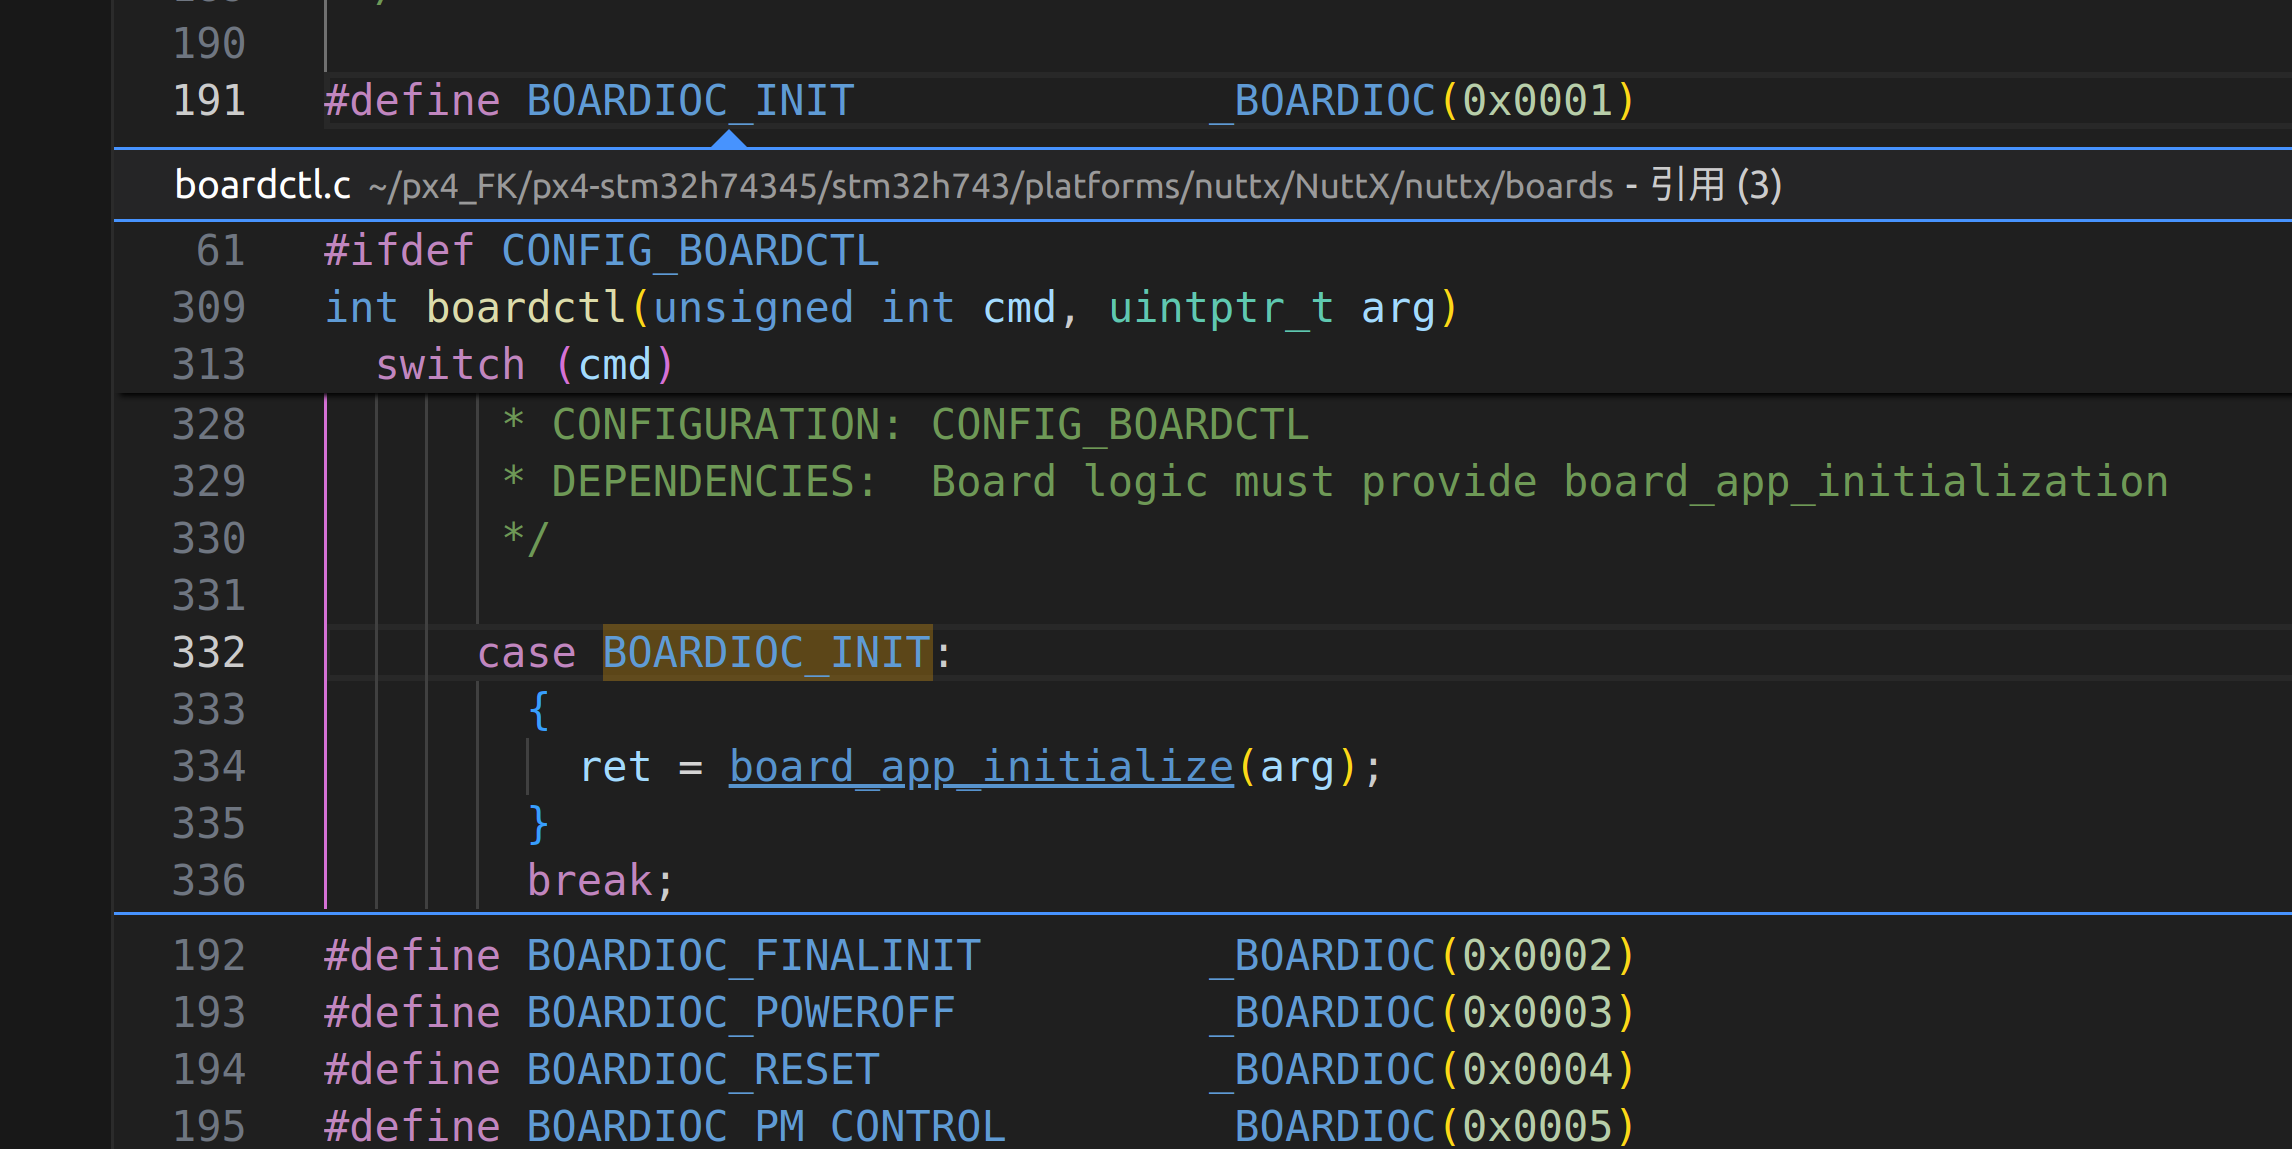 190
191 #define BOARDIOC_INIT _BOARDIOC(0x0001)
boardctl.c ~/px4_FK/px4-stm32h74345/stm32h743/platforms/nuttx/NuttX/nuttx/boards - 引用 (3)
61 #ifdef CONFIG_BOARDCTL
309 int boardctl(unsigned int cmd, uintptr_t arg)
313 switch (cmd)
328 * CONFIGURATION: CONFIG_BOARDCTL
329 * DEPENDENCIES: Board logic must provide board_app_initialization
330 */
331
332 case BOARDIOC_INIT:
333 {
334 ret = board_app_initialize(arg);
335 }
336 break;
192 #define BOARDIOC_FINALINIT _BOARDIOC(0x0002)
193 #define BOARDIOC_POWEROFF _BOARDIOC(0x0003)
194 #define BOARDIOC_RESET _BOARDIOC(0x0004)
195 #define BOARDIOC_PM_CONTROL _BOARDIOC(0x0005)